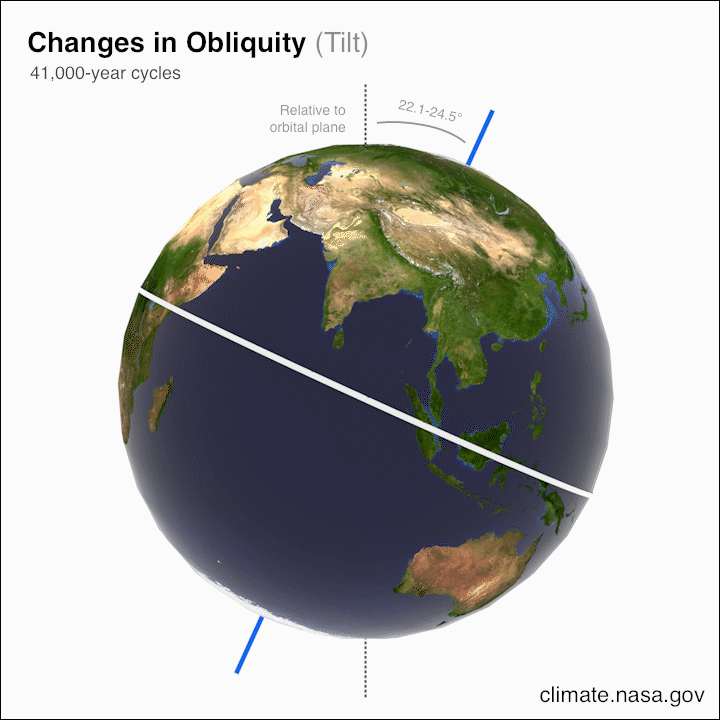 Changes in Obliquity (Tilt)
41,000-year cycles
Relative to
orbital plane
22.1-24.5°
climate.nasa.gov